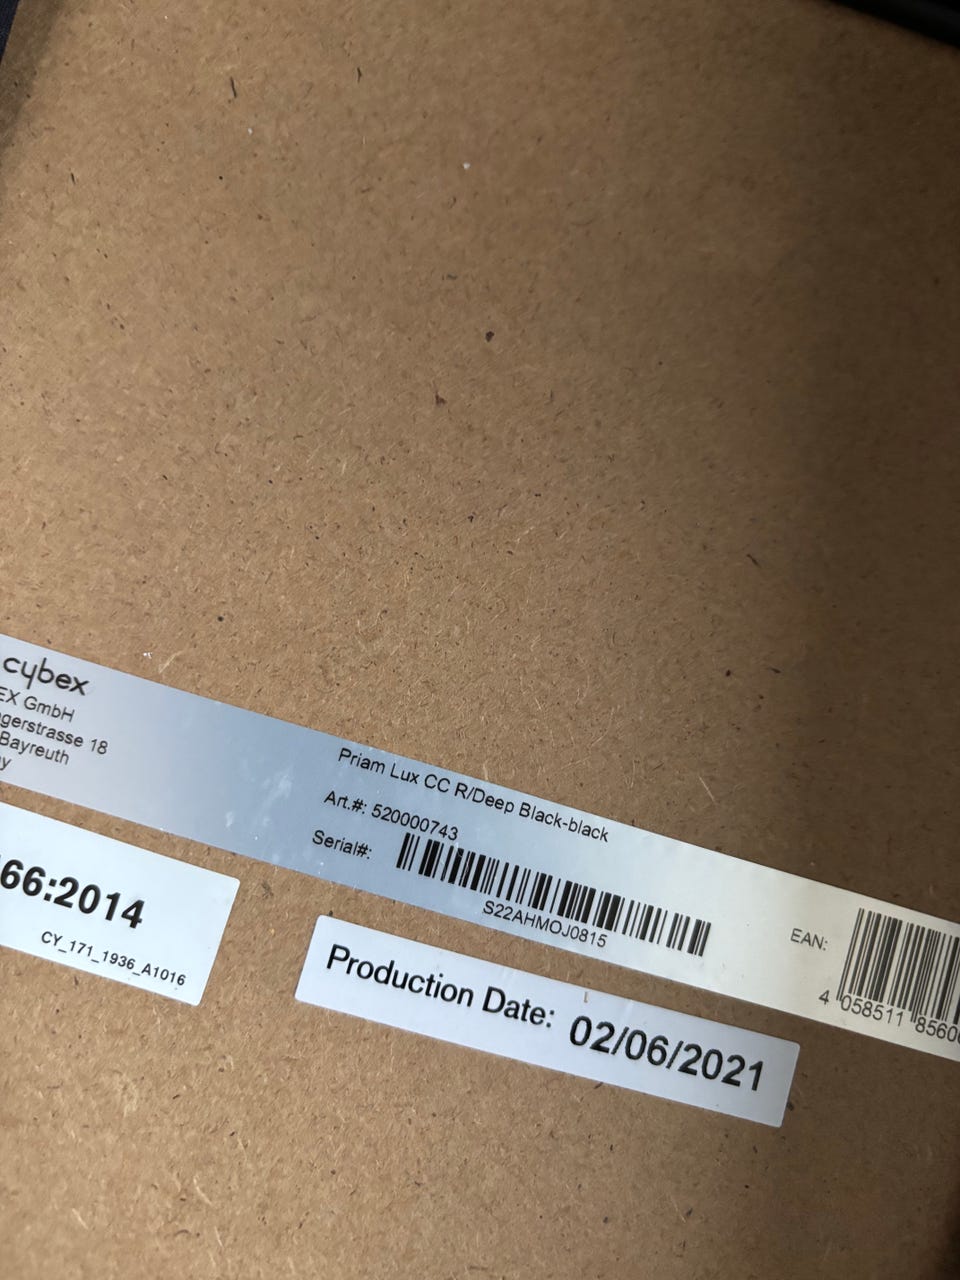 cybex
EX GmbH
gerstrasse 18
Bayreuth
y
Priam Lux CC R/Deep Black-black
Art.#: 520000743
Serial#:
S22AHMOJ0815
EAN:
4 058511 85606
66:2014
CY_171_1936_A1016
Production Date: 02/06/2021